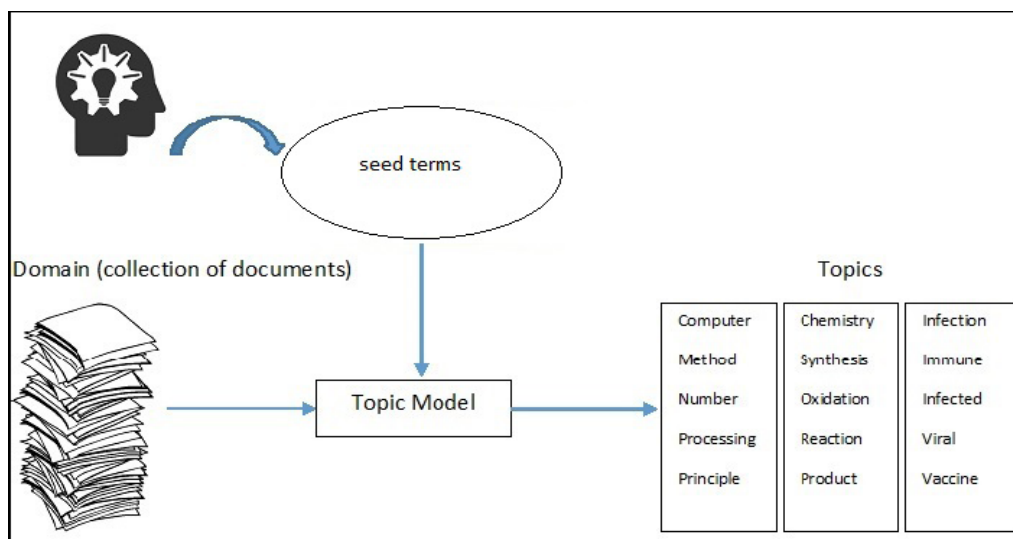 seed terms
Domain (collection of documents)
Topics
Topic Model
Computer
Method
Number
Processing
Principle
Chemistry
Synthesis
Oxidation
Reaction
Product
Infection
Immune
Infected
Viral
Vaccine